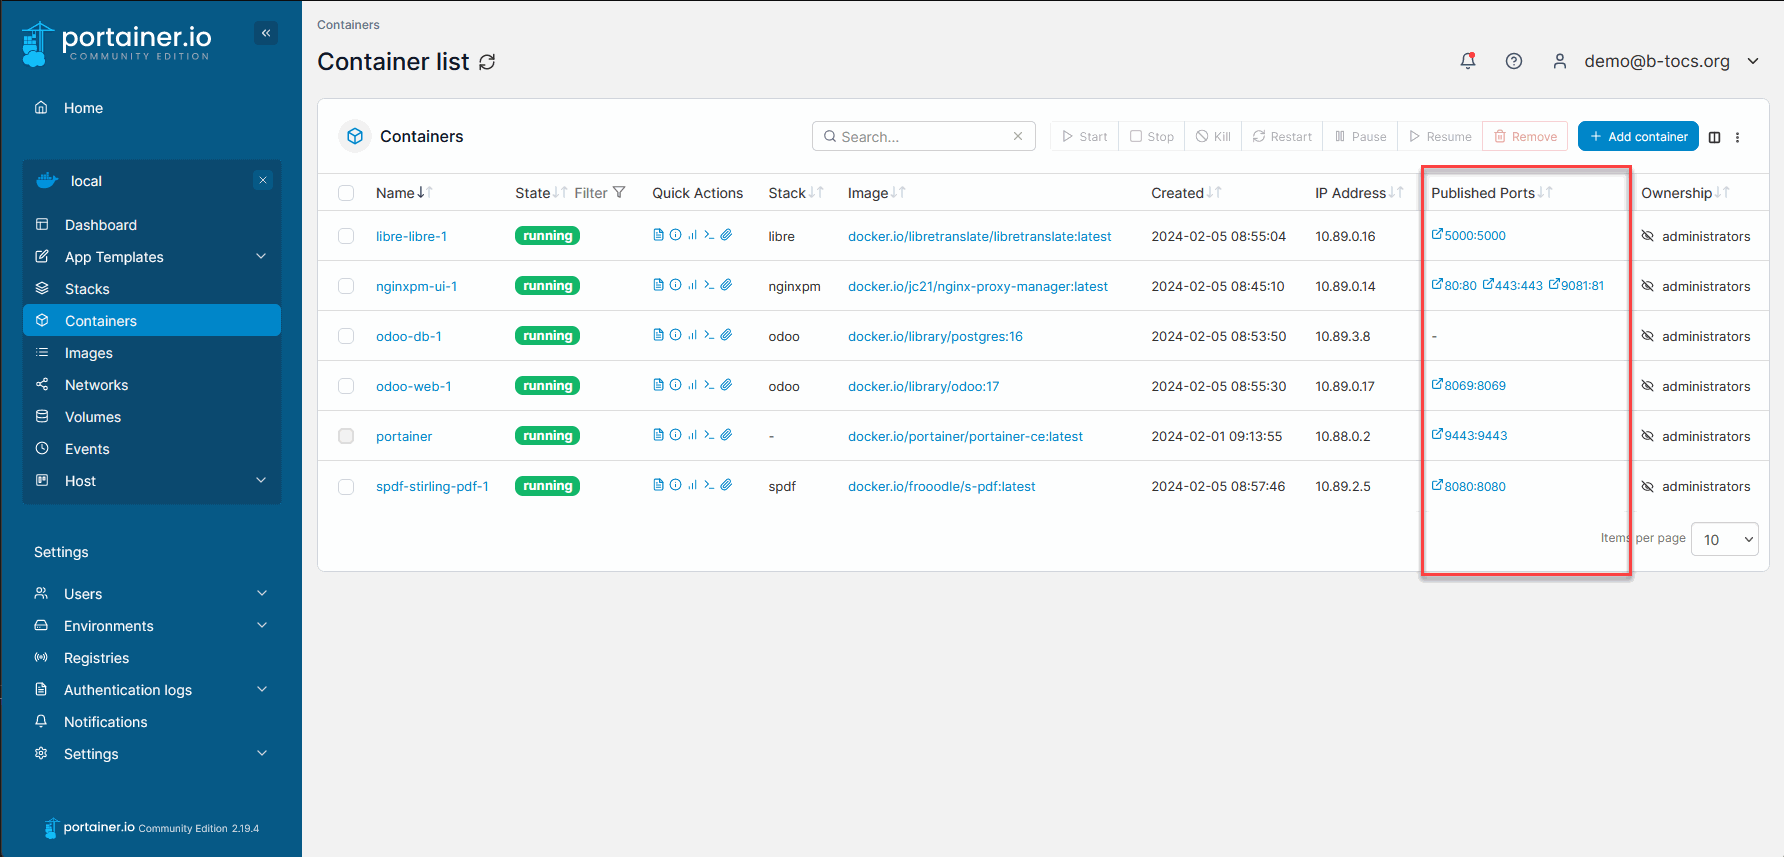 portainer.io
COMMUNITY EDITION
Home
local
Dashboard
App Templates
Stacks
Containers
Images
Networks
Volumes
Events
Host
Settings
Users
Environments
Registries
Authentication logs
Notifications
Settings
portainer.io Community Edition 2.19.4
Containers
Container list
demo@b-tocs.org
Containers
Search...
Start Stop Kill Restart Pause Resume Remove + Add container
Name State Filter Quick Actions Stack Image Created IP Address Published Ports Ownership
libre-libre-1 running libre docker.io/libretranslate/libretranslate:latest 2024-02-05 08:55:04 10.89.0.16 5000:5000 administrators
nginxpm-ui-1 running nginxpm docker.io/jc21/nginx-proxy-manager:latest 2024-02-05 08:45:10 10.89.0.14 80:80 443:443 9081:81 administrators
odoo-db-1 running odoo docker.io/library/postgres:16 2024-02-05 08:53:50 10.89.3.8 - administrators
odoo-web-1 running odoo docker.io/library/odoo:17 2024-02-05 08:55:30 10.89.0.17 8069:8069 administrators
portainer running - docker.io/portainer/portainer-ce:latest 2024-02-01 09:13:55 10.88.0.2 9443:9443 administrators
spdf-stirling-pdf-1 running spdf docker.io/frooodle/s-pdf:latest 2024-02-05 08:57:46 10.89.2.5 8080:8080 administrators
Items per page 10